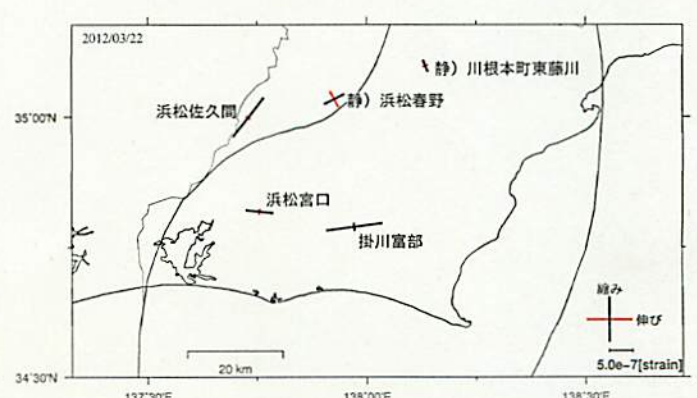 2012/03/22
静）川根本町東藤川
静）浜松春野
浜松佐久間
35°00'N
浜松宮口
掛川富部
縮み
伸び
5.0e-7[strain]
20 km
34°30'N
137°30'E
138°00'E
138°30'E